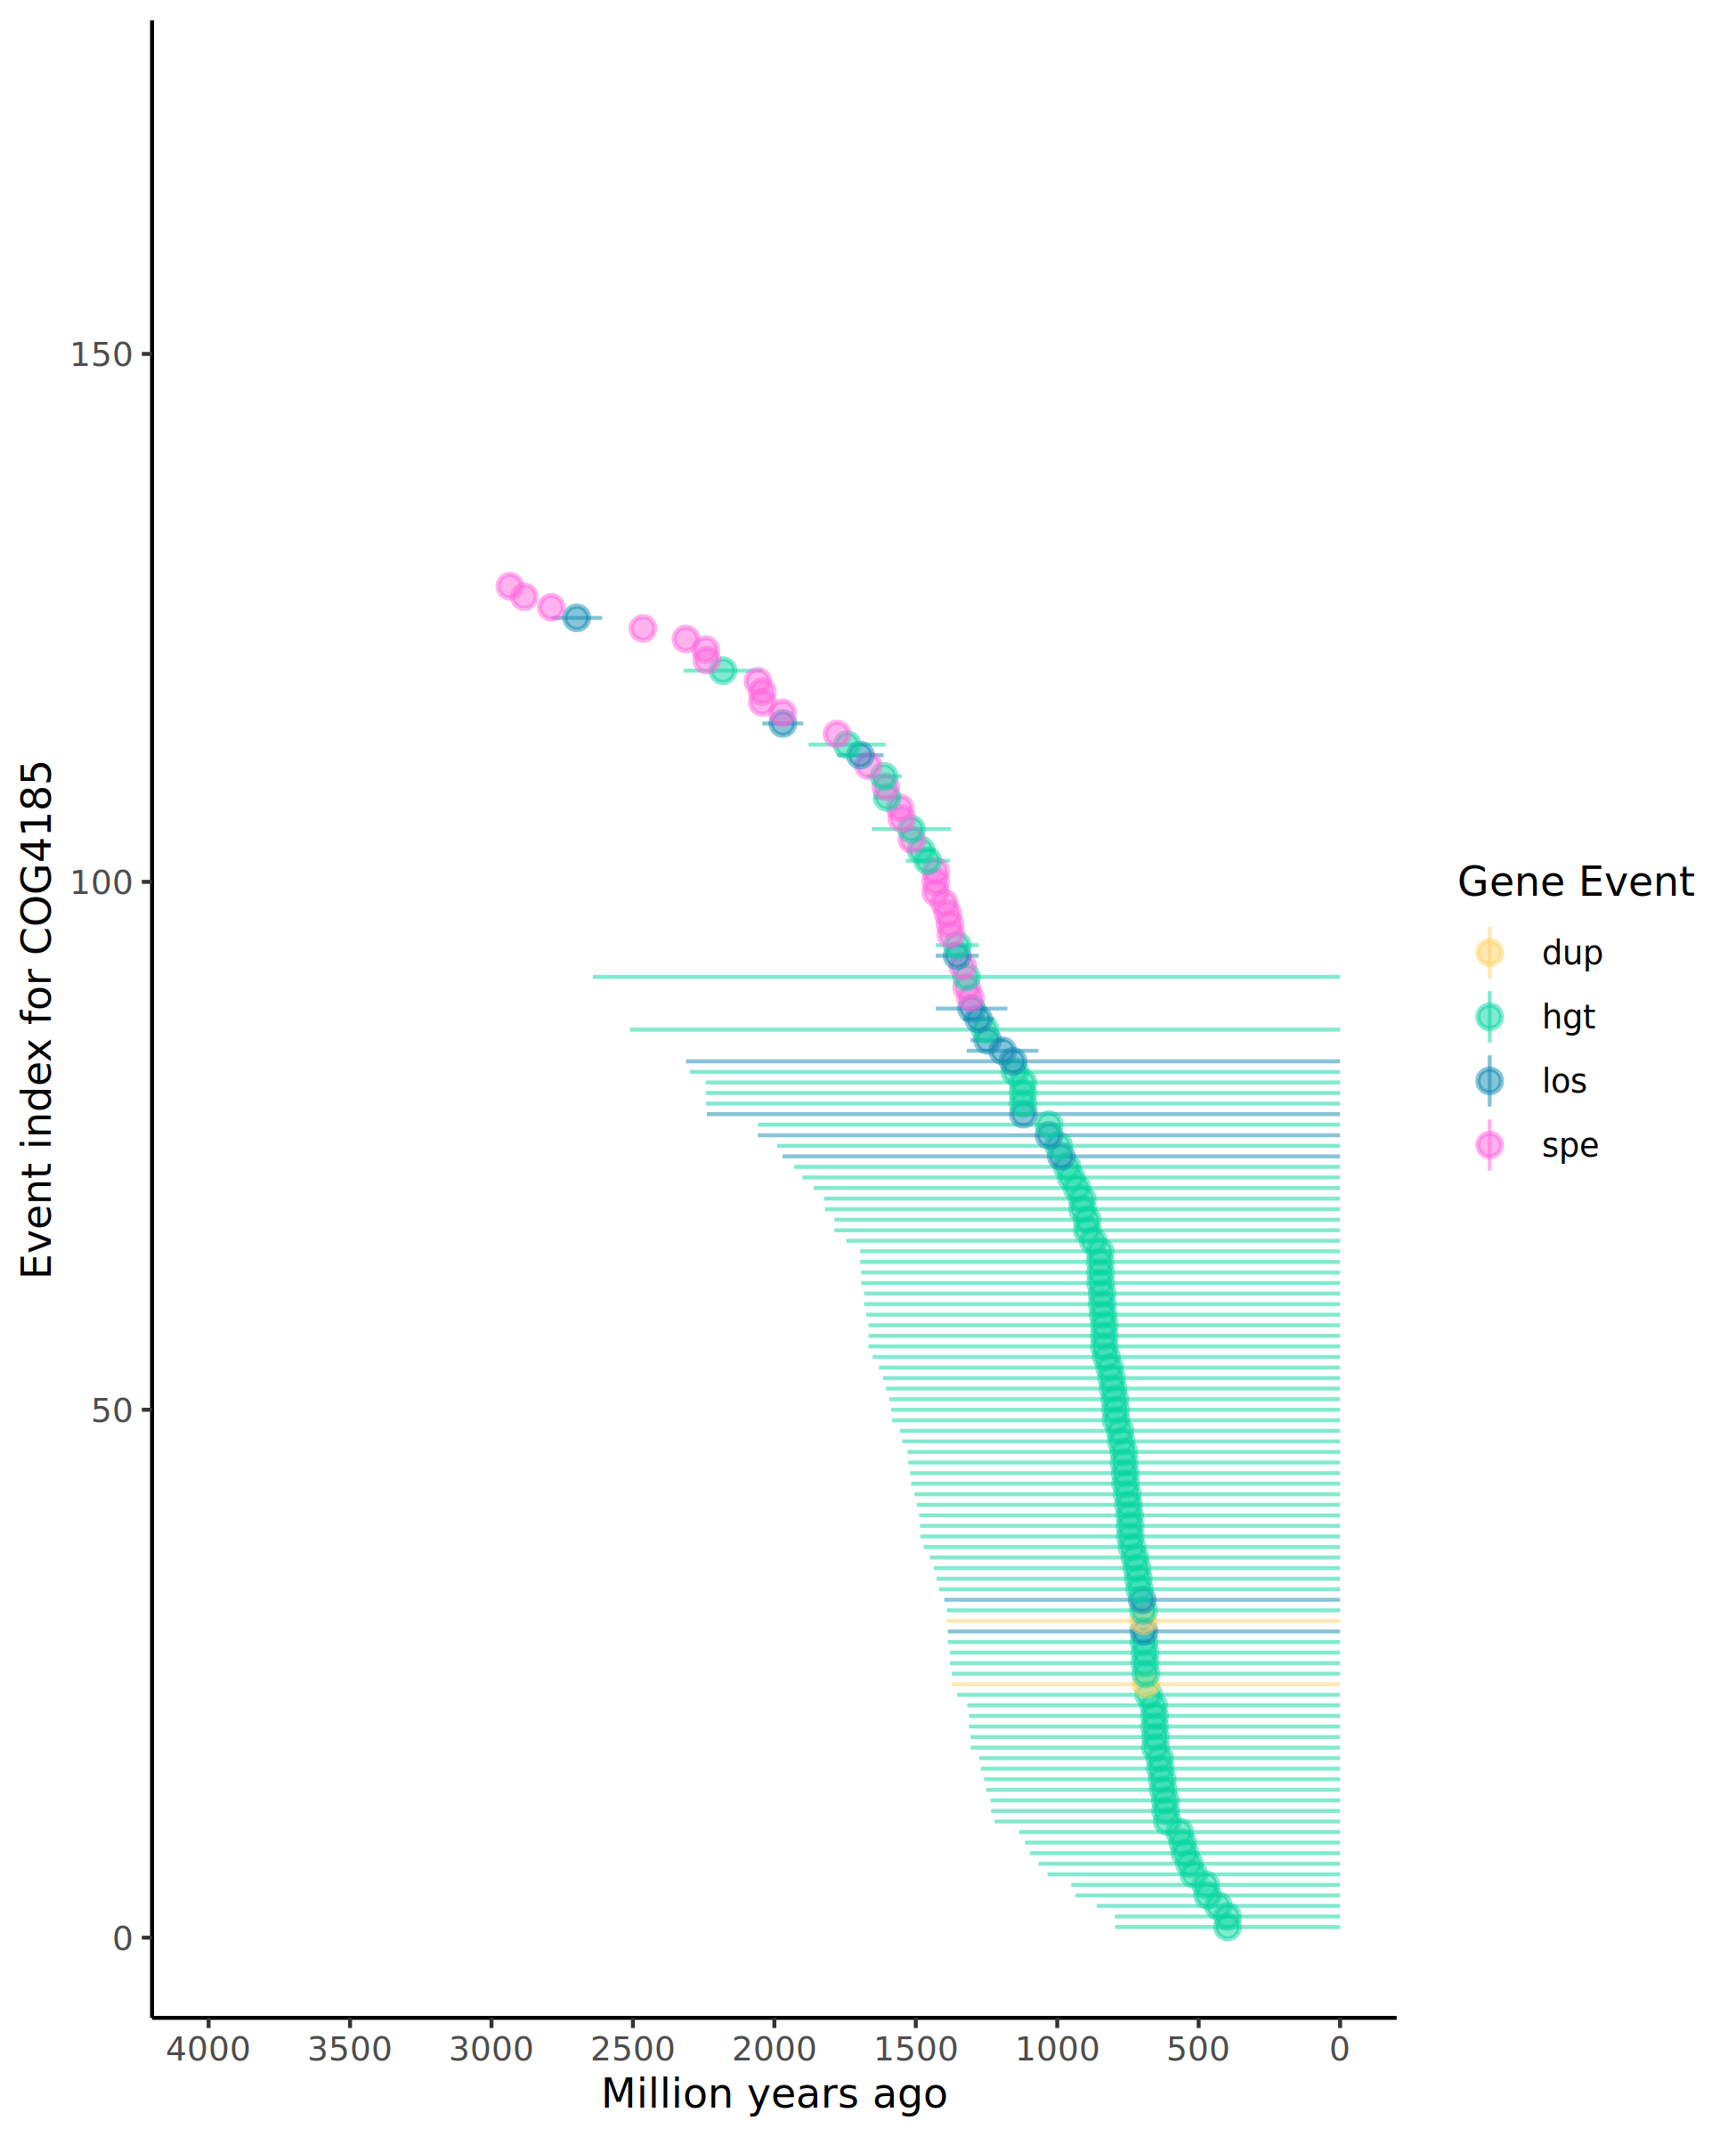 Event index for COG4185
150
100
50
0
4000 3500 3000 2500 2000 1500 1000 500 0
Million years ago
Gene Event
dup
hgt
los
spe